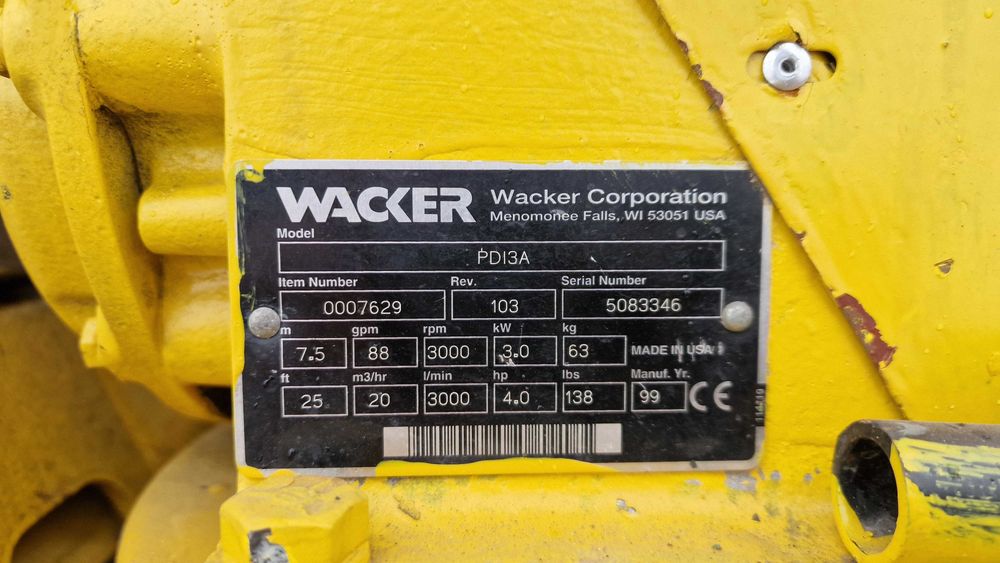 WACKER
Wacker Corporation
Menomonee Falls, WI 53051 USA
Model
PDI3A
Item Number Rev. Serial Number
0007629 103 5083346
m gpm rpm kW kg
7.5 88 3000 3.0 63 MADE IN USA
ft m3/hr l/min hp lbs Manuf. Yr.
25 20 3000 4.0 138 99 CE